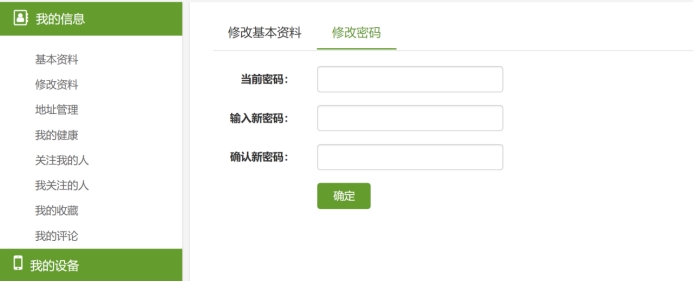 我的信息
基本资料
修改资料
地址管理
我的健康
关注我的人
我关注的人
我的收藏
我的评论
我的设备
修改基本资料 修改密码
当前密码：
输入新密码：
确认新密码：
确定